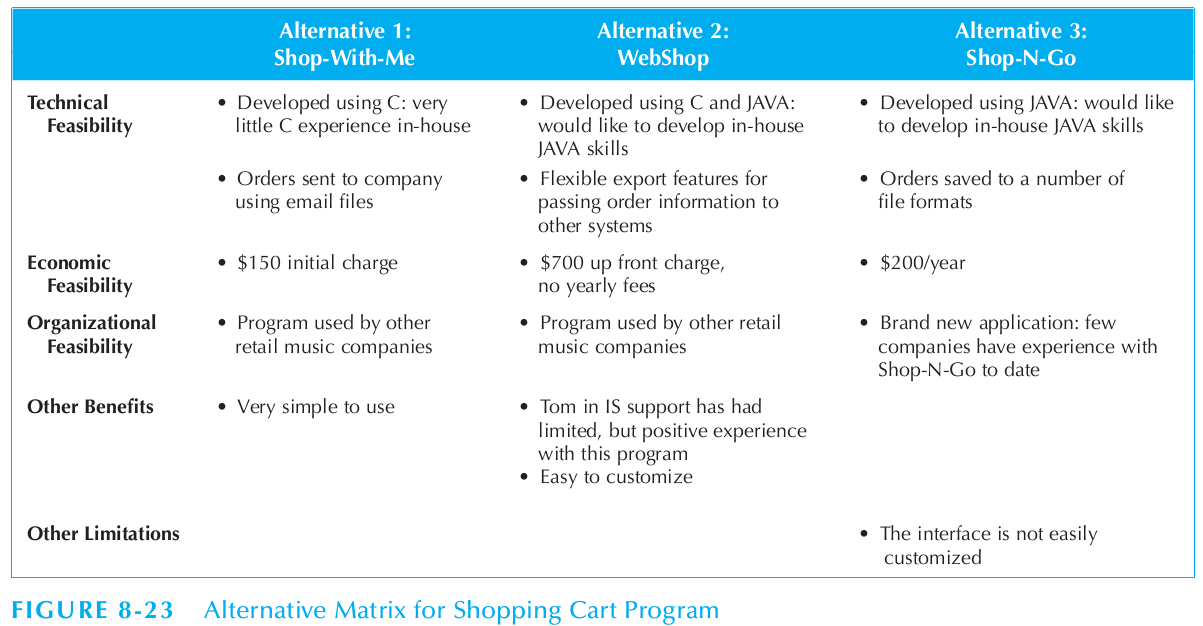 Alternative 1:
Shop-With-Me
Alternative 2:
WebShop
Alternative 3:
Shop-N-Go
Technical
Feasibility
• Developed using C: very
little C experience in-house
• Orders sent to company
using email files
• Developed using C and JAVA:
would like to develop in-house
JAVA skills
• Flexible export features for
passing order information to
other systems
• Developed using JAVA: would like
to develop in-house JAVA skills
• Orders saved to a number of
file formats
Economic
Feasibility
• $150 initial charge
• $700 up front charge,
no yearly fees
• $200/year
Organizational
Feasibility
• Program used by other
retail music companies
• Program used by other retail
music companies
• Brand new application: few
companies have experience with
Shop-N-Go to date
Other Benefits
• Very simple to use
• Tom in IS support has had
limited, but positive experience
with this program
• Easy to customize
Other Limitations
• The interface is not easily
customized
FIGURE 8-23 Alternative Matrix for Shopping Cart Program